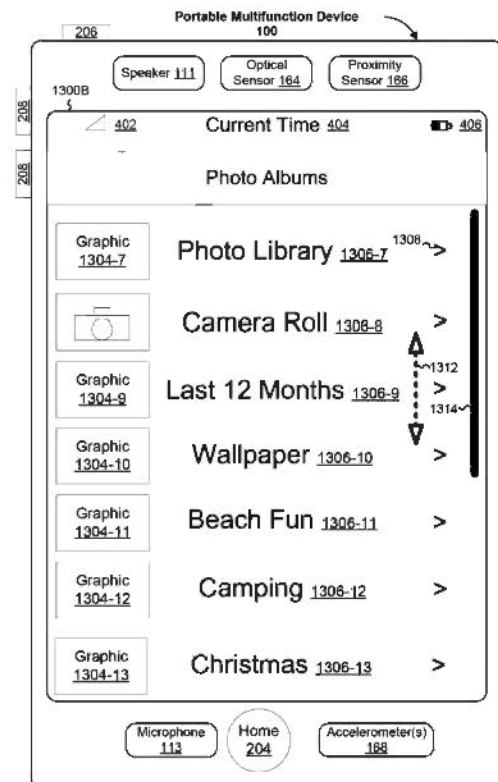 Portable Multifunction Device
100
206
Speaker 111
Optical
Sensor 164
Proximity
Sensor 166
1300B
208
208
402
Current Time 404
406
Photo Albums
Graphic
1304-7
Photo Library 1306-7
1308
>
Camera Roll 1306-8
>
1312
Graphic
1304-9
Last 12 Months 1306-9
>
1314
Graphic
1304-10
Wallpaper 1306-10
>
Graphic
1304-11
Beach Fun 1306-11
>
Graphic
1304-12
Camping 1306-12
>
Graphic
1304-13
Christmas 1306-13
>
Microphone
113
Home
204
Accelerometer(s)
168